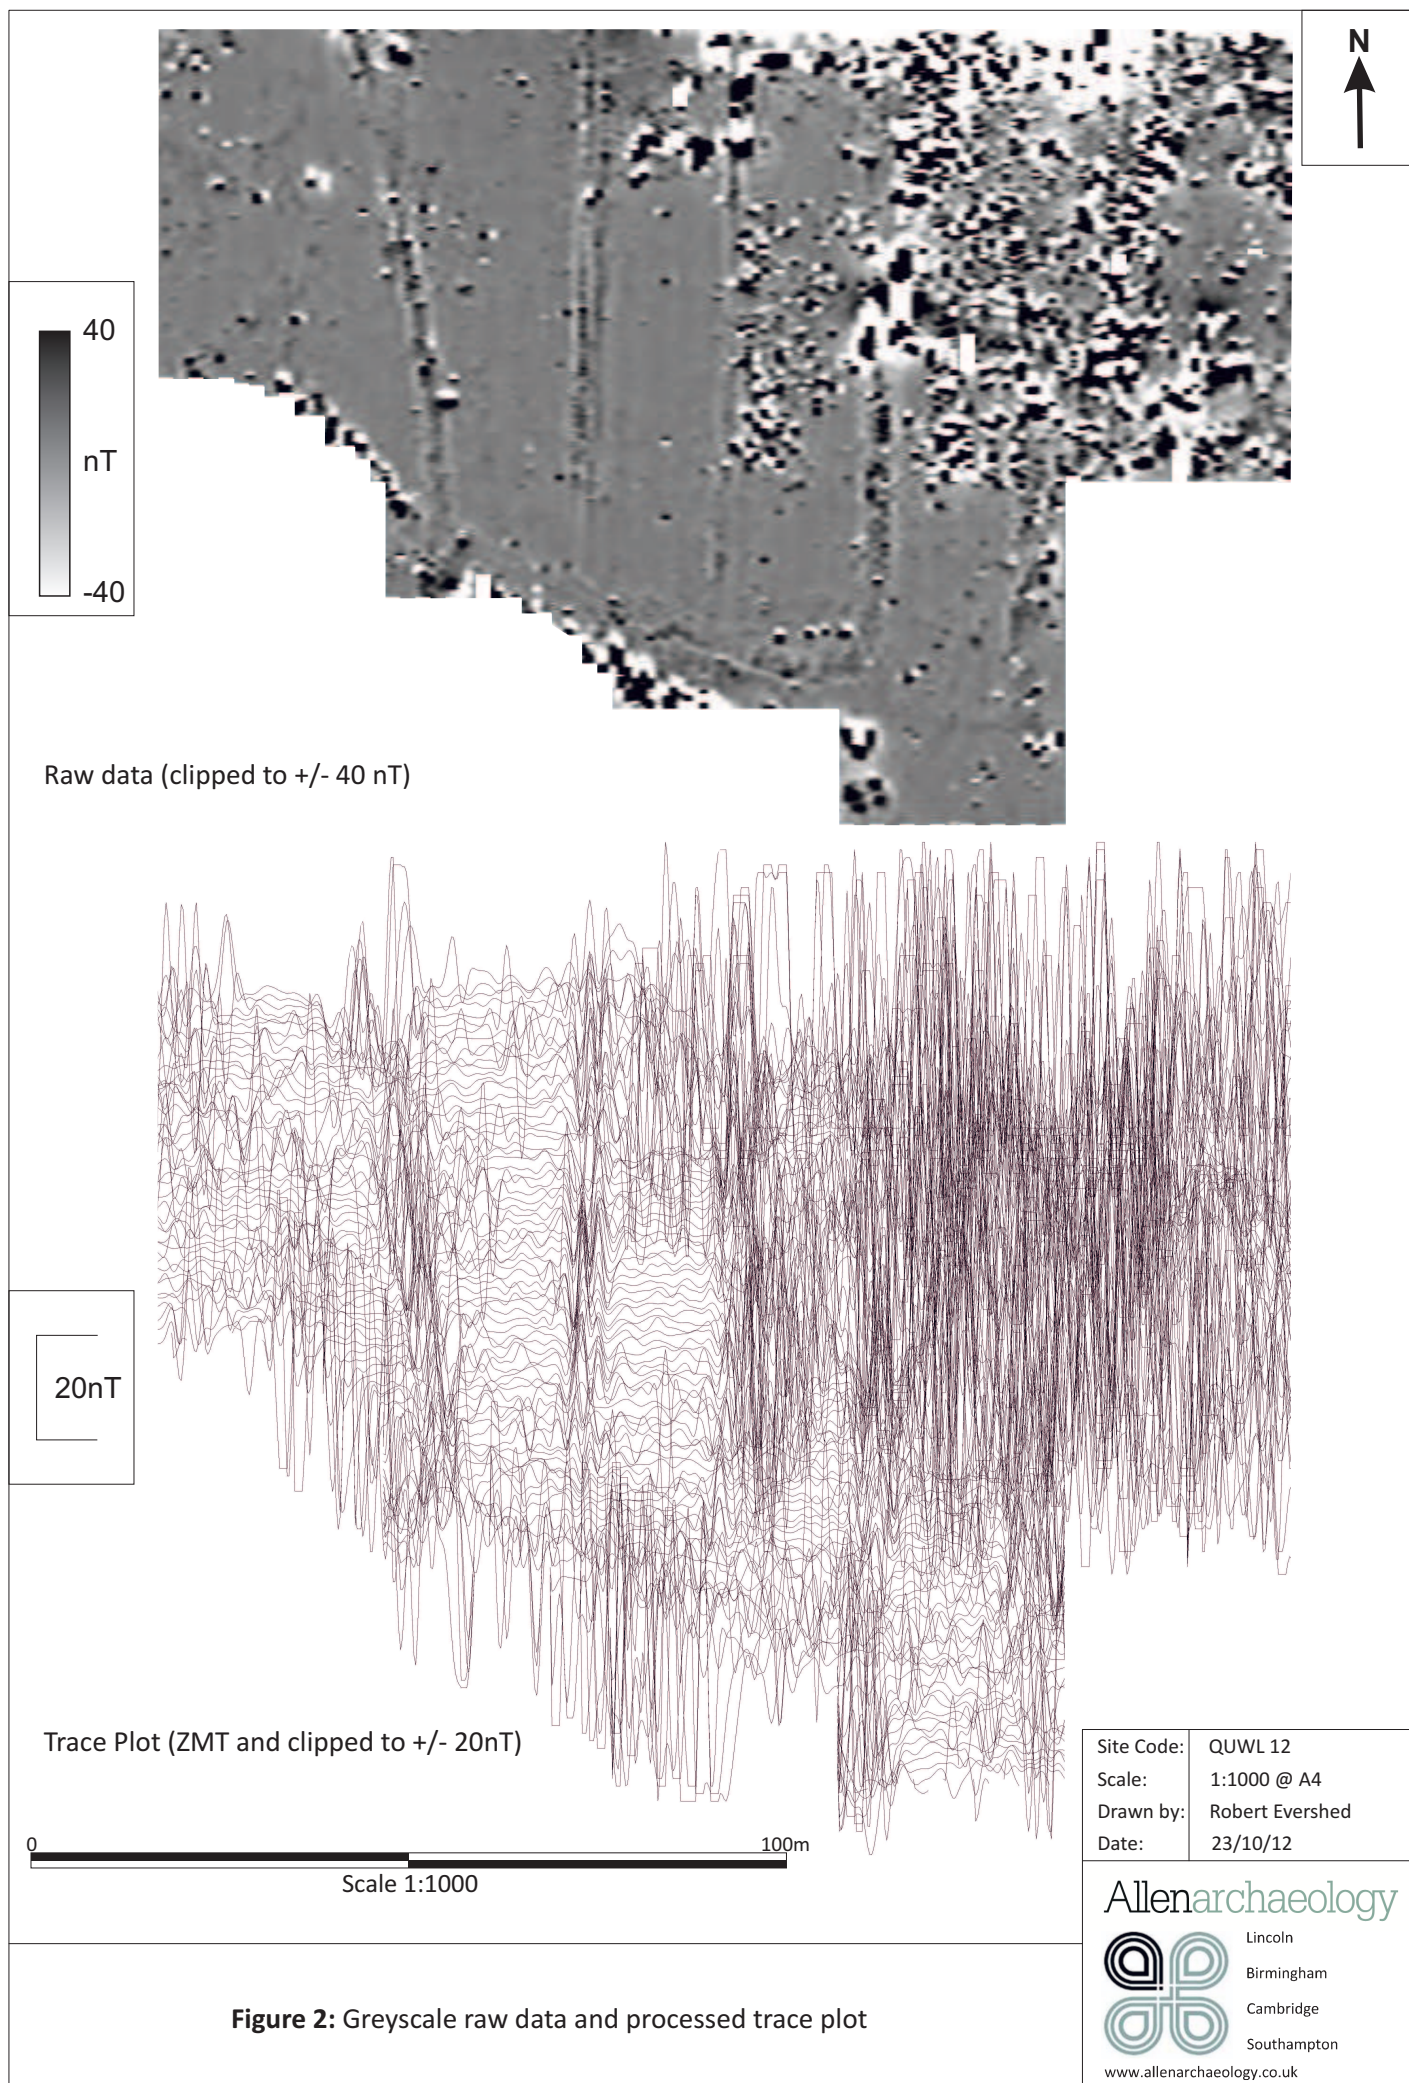 N
40
nT
-40
Raw data (clipped to +/- 40 nT)
20nT
Trace Plot (ZMT and clipped to +/- 20nT)
0 100m
Scale 1:1000
Site Code: QUWL 12
Scale: 1:1000 @ A4
Drawn by: Robert Evershed
Date: 23/10/12
Allenarchaeology
Lincoln
Birmingham
Cambridge
Southampton
www.allenarchaeology.co.uk
Figure 2: Greyscale raw data and processed trace plot